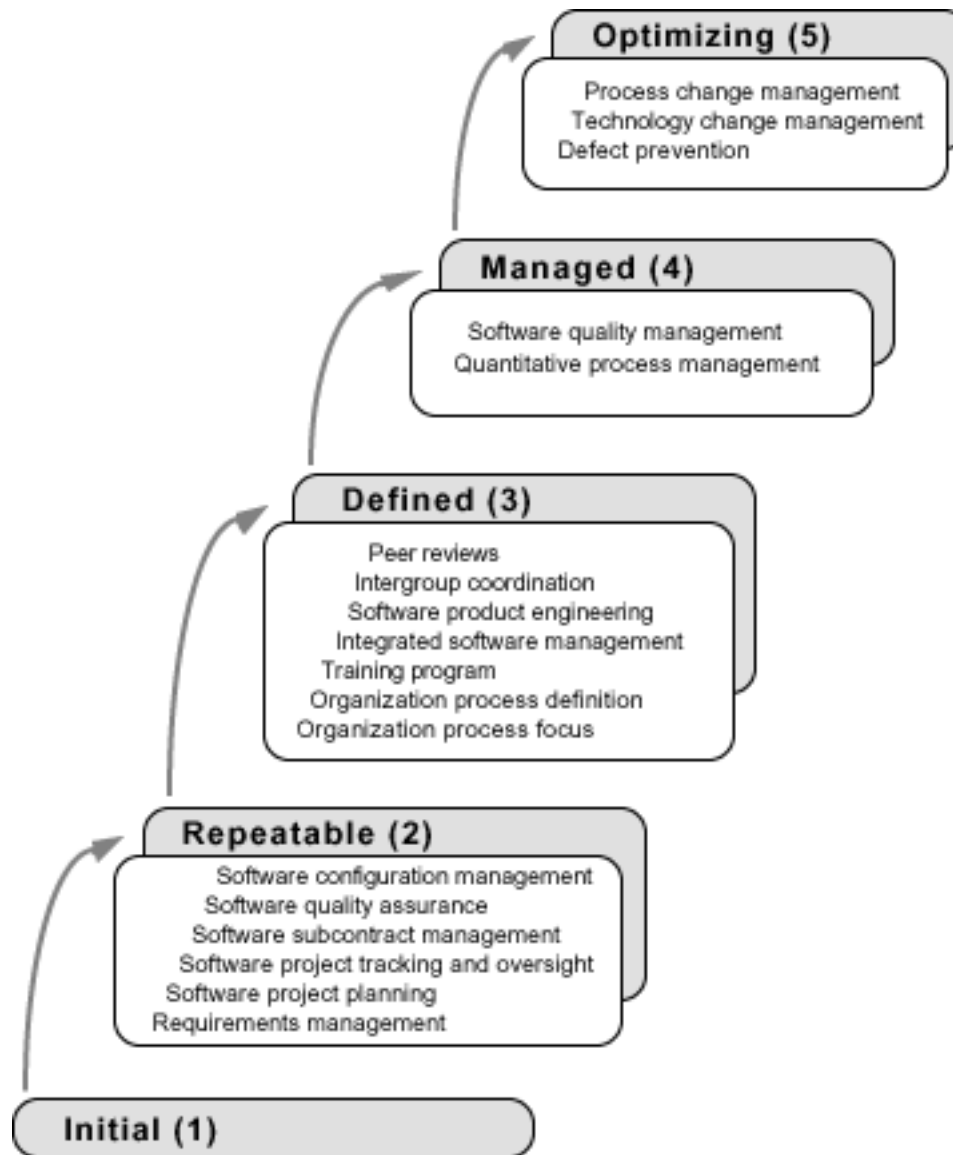 Optimizing (5)
Process change management
Technology change management
Defect prevention
Managed (4)
Software quality management
Quantitative process management
Defined (3)
Peer reviews
Intergroup coordination
Software product engineering
Integrated software management
Training program
Organization process definition
Organization process focus
Repeatable (2)
Software configuration management
Software quality assurance
Software subcontract management
Software project tracking and oversight
Software project planning
Requirements management
Initial (1)